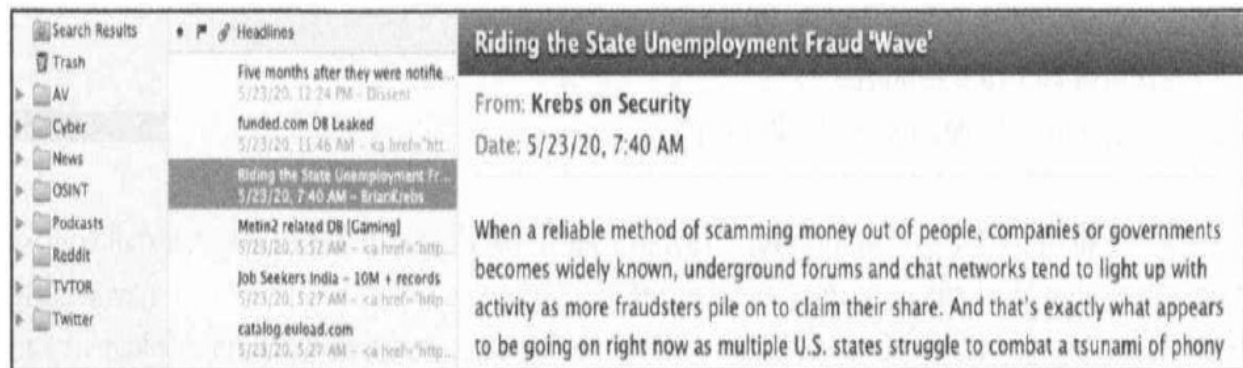 Search Results
Trash
AV
Cyber
News
OSINT
Podcasts
Reddit
TVTOR
Twitter
Headlines
Five months after they were notifie...
5/23/20, 12:24 PM - Dissent
funded.com DB Leaked
5/23/20, 11:46 AM - <a href="htt...
Riding the State Unemployment Fr...
5/23/20, 7:40 AM - BrianKrebs
Metin2 related DB [Gaming]
5/23/20, 5:52 AM - <a href="http...
Job Seekers India - 10M + records
5/23/20, 5:27 AM - <a href="http...
catalog.eulead.com
5/23/20, 5:27 AM - <a href="http...
Riding the State Unemployment Fraud 'Wave'
From: Krebs on Security
Date: 5/23/20, 7:40 AM
When a reliable method of scamming money out of people, companies or governments
becomes widely known, underground forums and chat networks tend to light up with
activity as more fraudsters pile on to claim their share. And that's exactly what appears
to be going on right now as multiple U.S. states struggle to combat a tsunami of phony